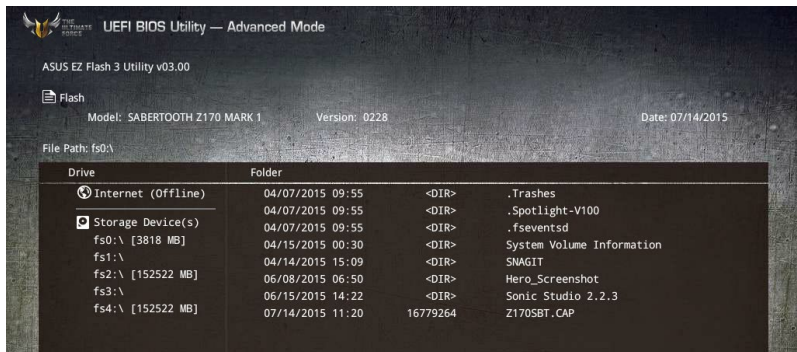 THE ULTIMATE FORCE
UEFI BIOS Utility — Advanced Mode
ASUS EZ Flash 3 Utility v03.00
Flash
Model: SABERTOOTH Z170 MARK 1 Version: 0228 Date: 07/14/2015
File Path: fs0:\
Drive Folder
Internet (Offline)
Storage Device(s)
fs0:\ [3818 MB]
fs1:\
fs2:\ [152522 MB]
fs3:\
fs4:\ [152522 MB]
04/07/2015 09:55 <DIR> .Trashes
04/07/2015 09:55 <DIR> .Spotlight-V100
04/07/2015 09:55 <DIR> .fseventsd
04/15/2015 00:30 <DIR> System Volume Information
04/14/2015 15:09 <DIR> SNAGIT
06/08/2015 06:50 <DIR> Hero_Screenshot
06/15/2015 14:22 <DIR> Sonic Studio 2.2.3
07/14/2015 11:20 16779264 Z170SBT.CAP